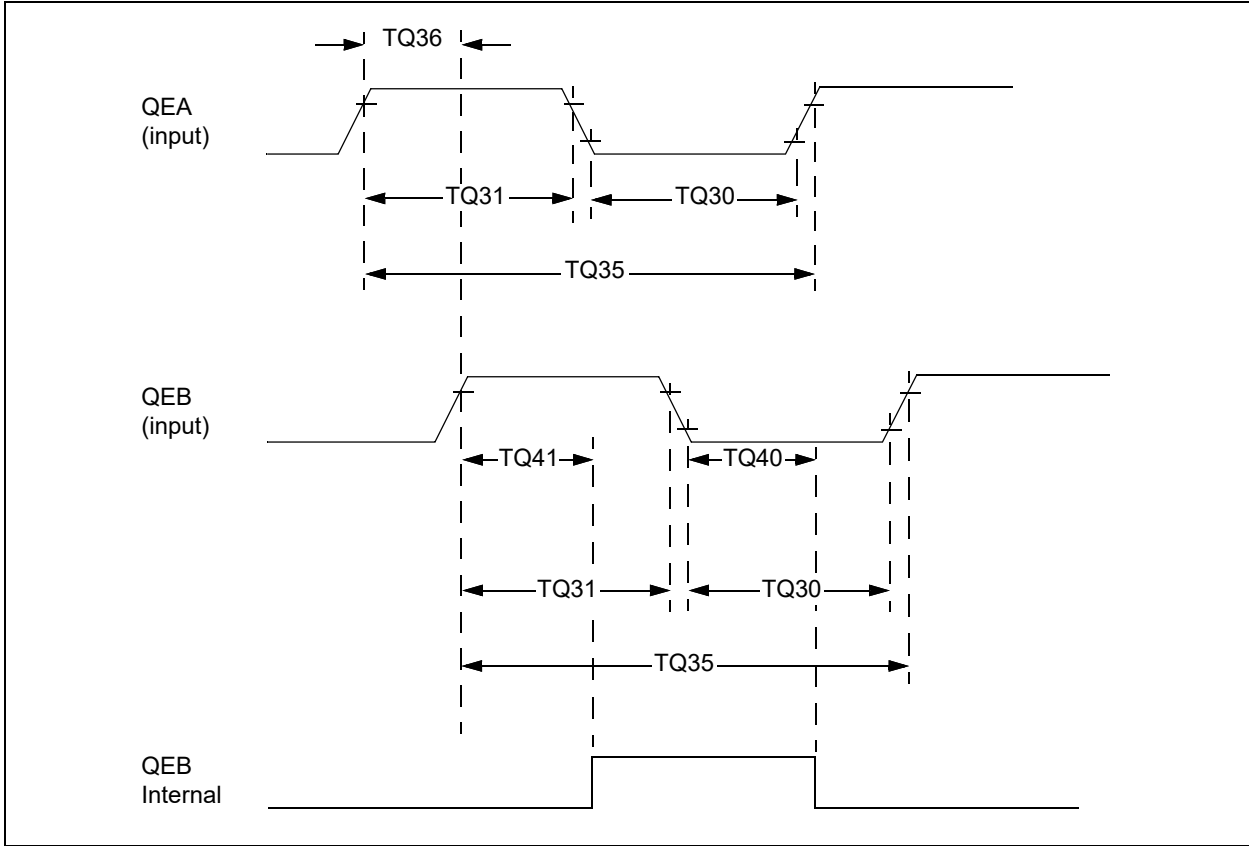 TQ36
QEA
(input)
TQ31
TQ30
TQ35
QEB
(input)
TQ41
TQ40
TQ31
TQ30
TQ35
QEB
Internal